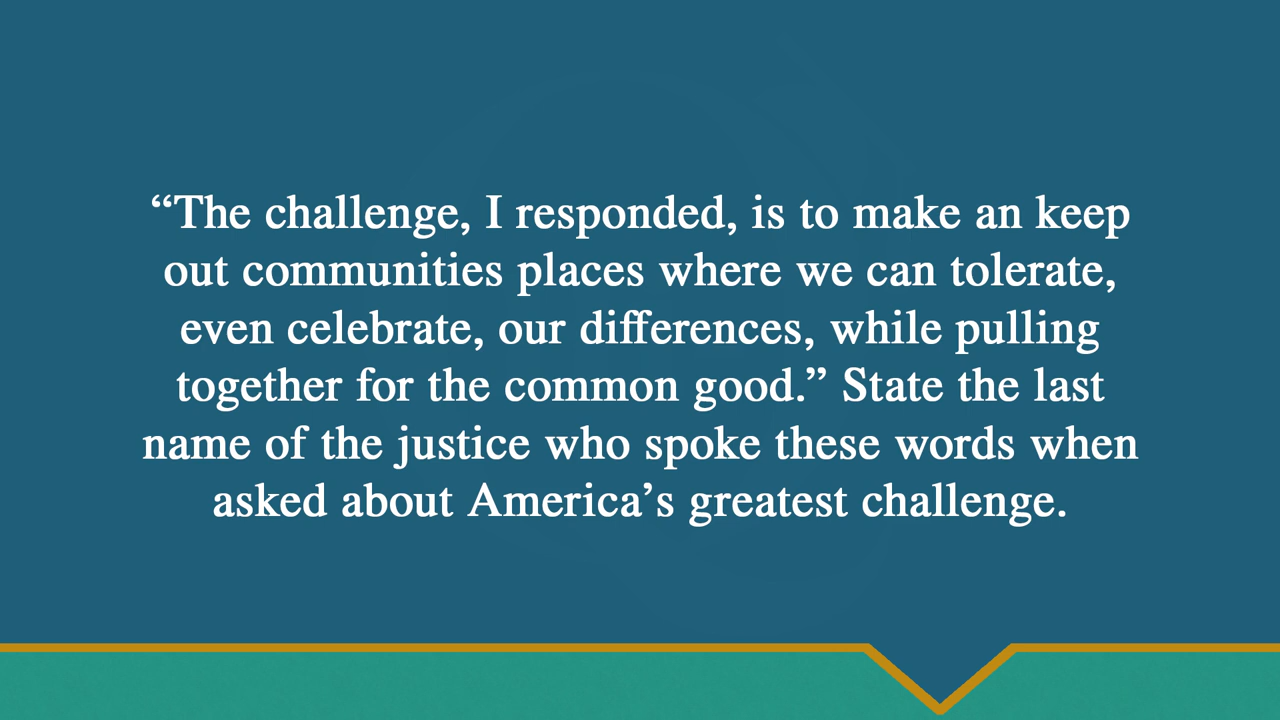 “The challenge, I responded, is to make an keep
out communities places where we can tolerate,
even celebrate, our differences, while pulling
together for the common good.” State the last
name of the justice who spoke these words when
asked about America’s greatest challenge.